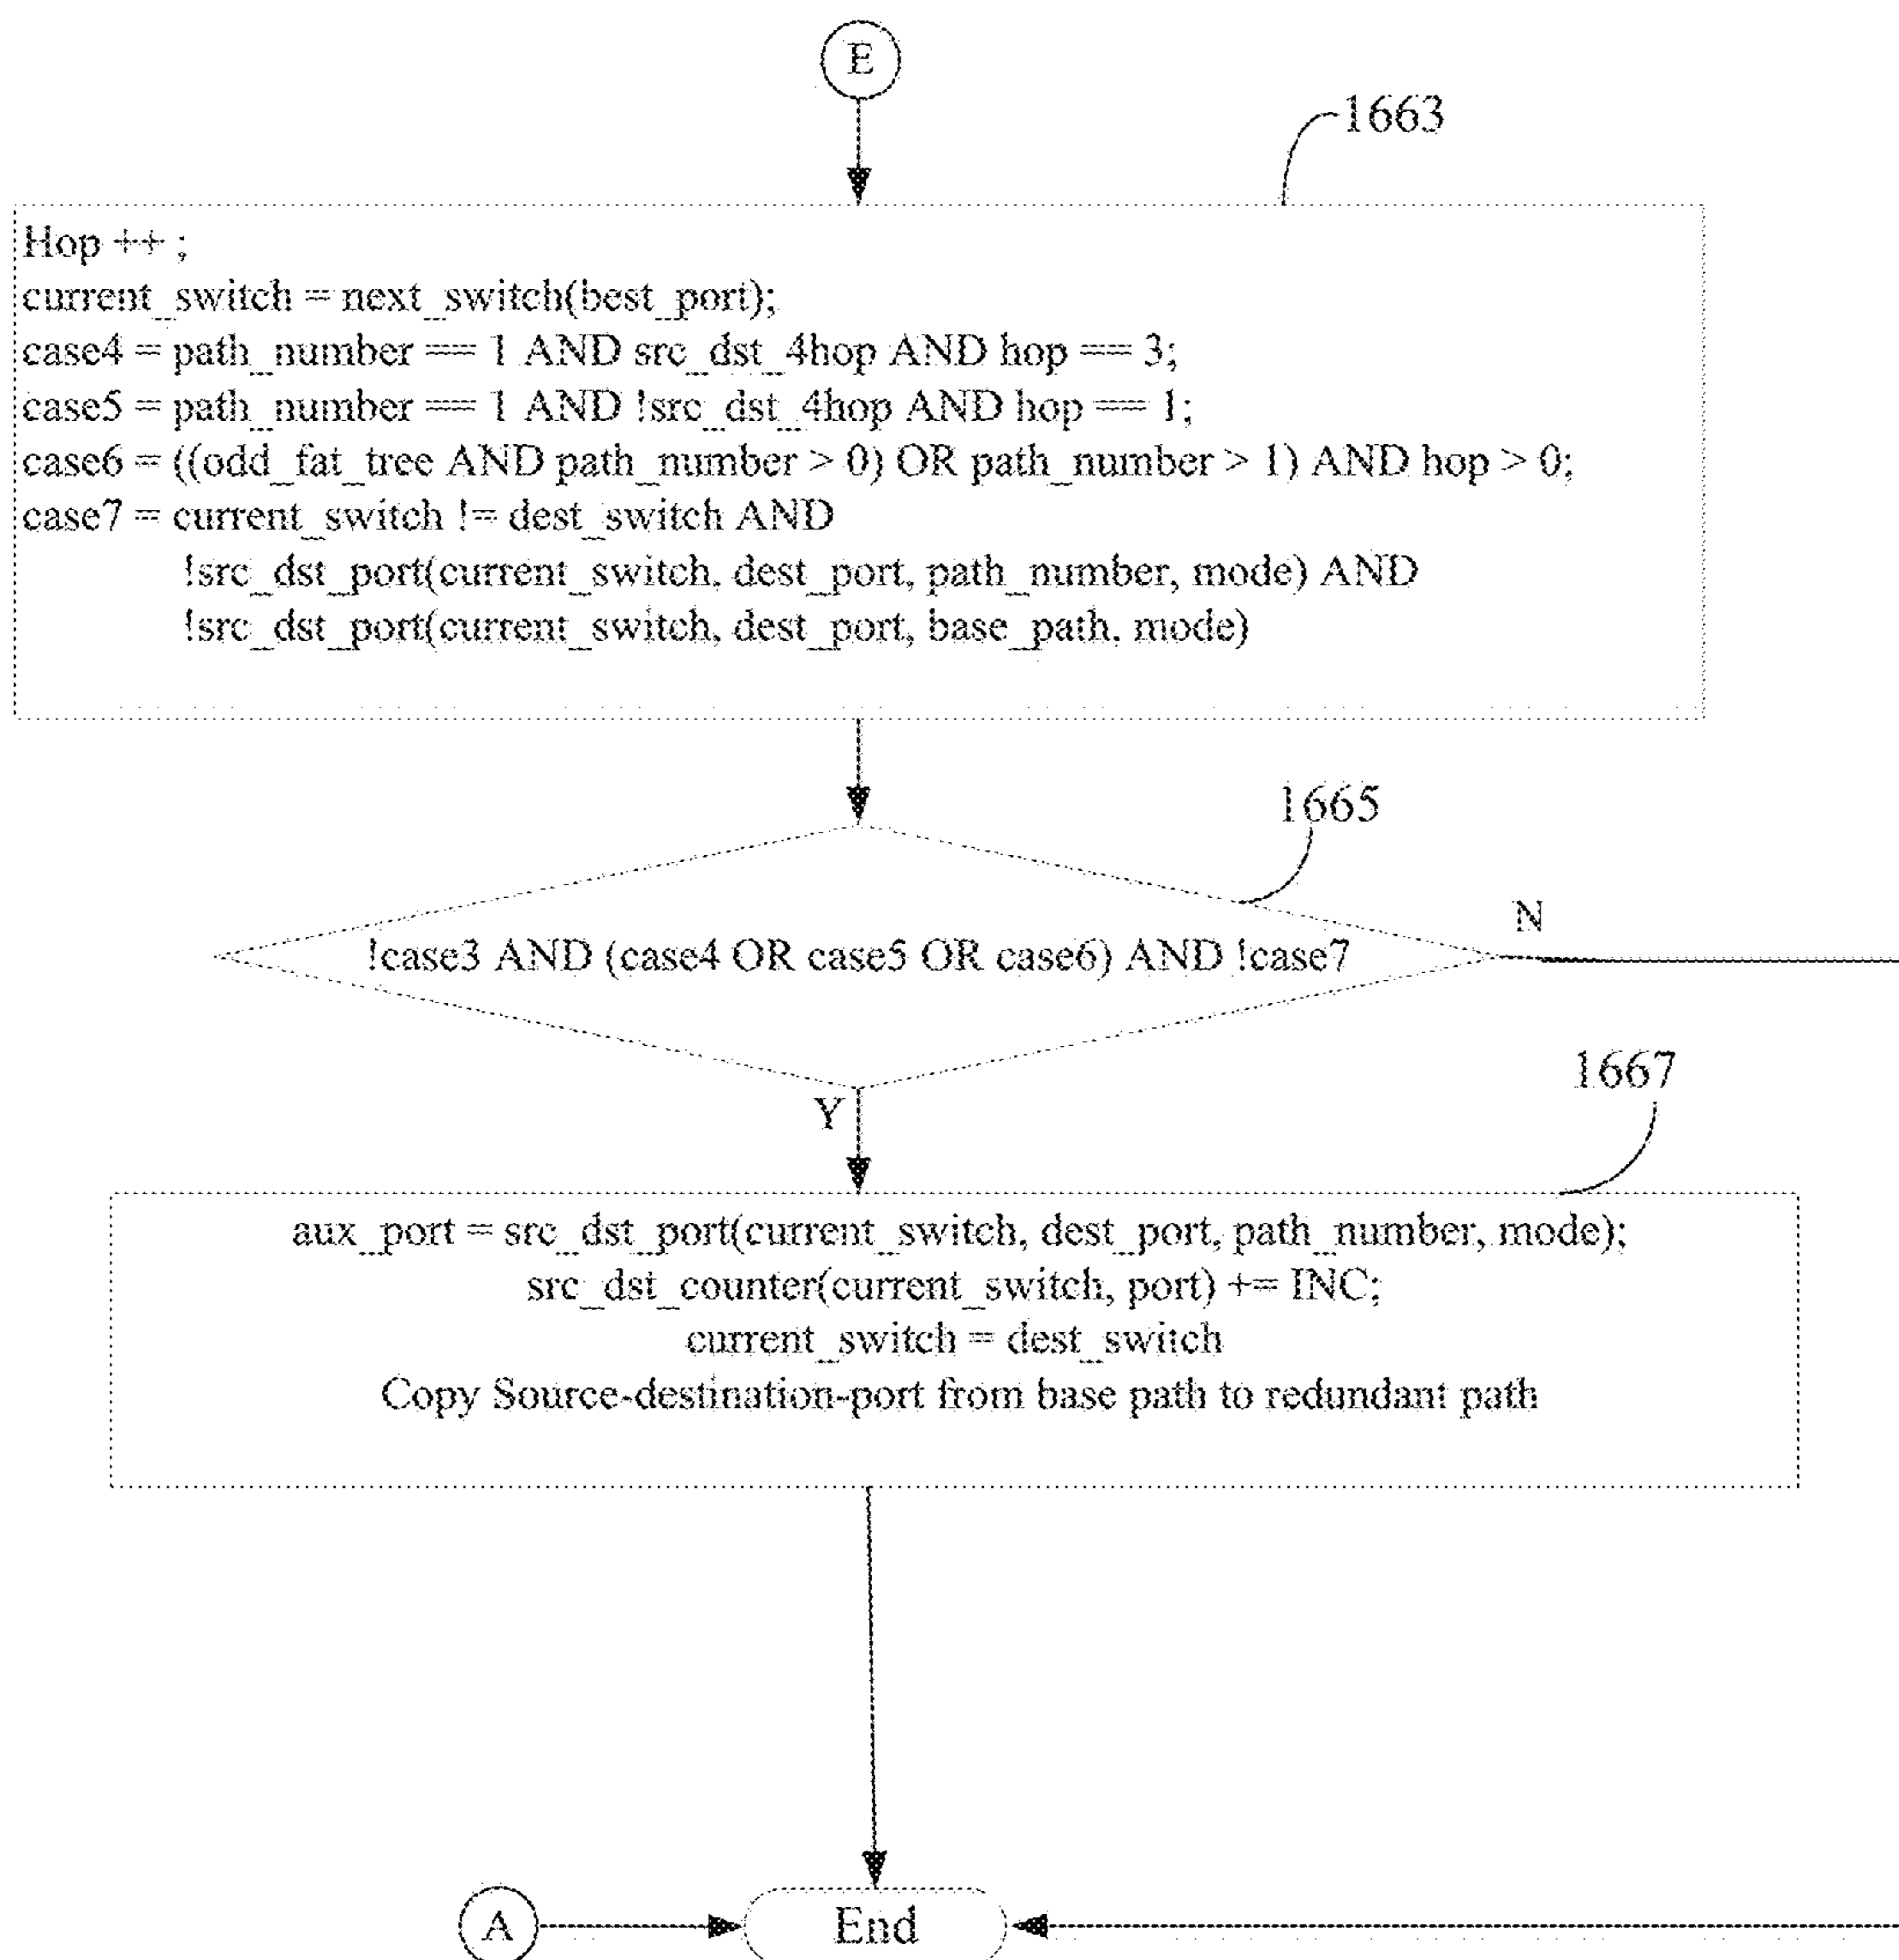 E
1663
Hop ++ ;
current_switch = next_switch(best_port);
case4 = path_number == 1 AND src_dst_4hop AND hop == 3;
case5 = path_number == 1 AND !src_dst_4hop AND hop == 1;
case6 = ((odd_fat_tree AND path_number > 0) OR path_number > 1) AND hop > 0;
case7 = current_switch != dest_switch AND
!src_dst_port(current_switch, dest_port, path_number, mode) AND
!src_dst_port(current_switch, dest_port, base_path, mode)
1665
N
!case3 AND (case4 OR case5 OR case6) AND !case7
1667
Y
aux_port = src_dst_port(current_switch, dest_port, path_number, mode);
src_dst_counter(current_switch, port) += INC;
current_switch = dest_switch
Copy Source-destination-port from base path to redundant path
A
End